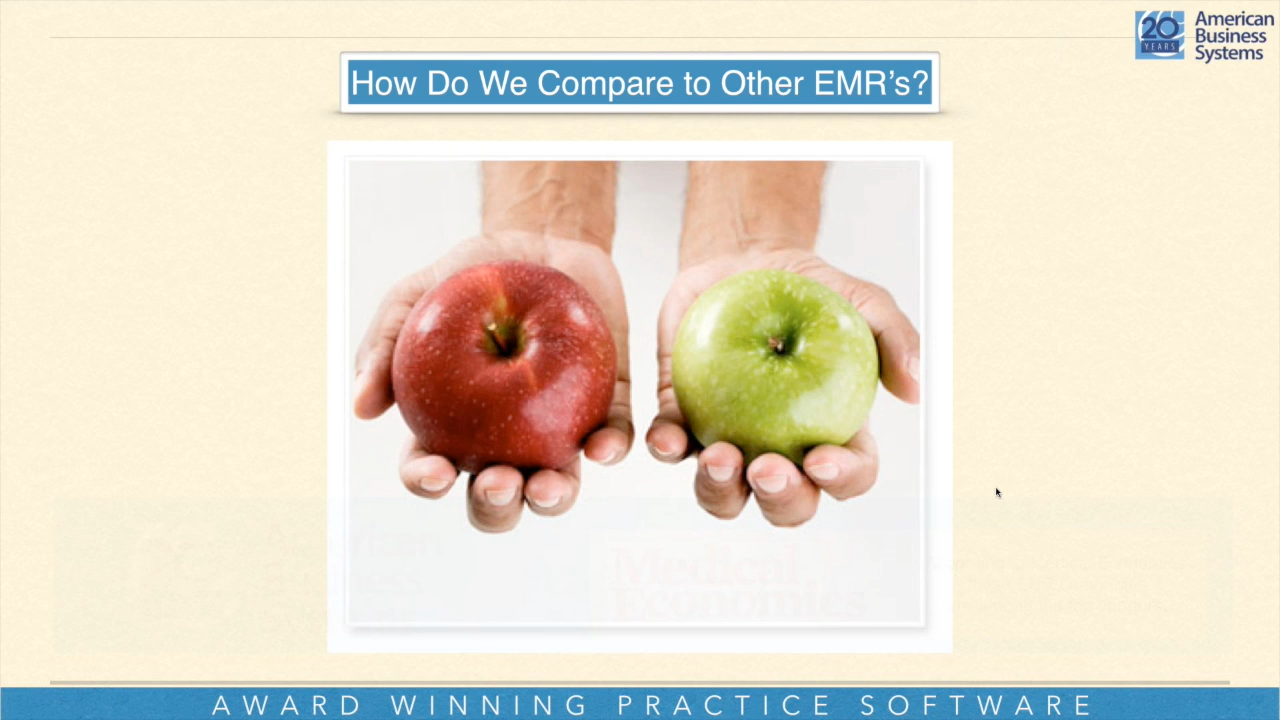 20
YEARS
American
Business
Systems
How Do We Compare to Other EMR’s?
Medical
Economics
AWARD WINNING PRACTICE SOFTWARE